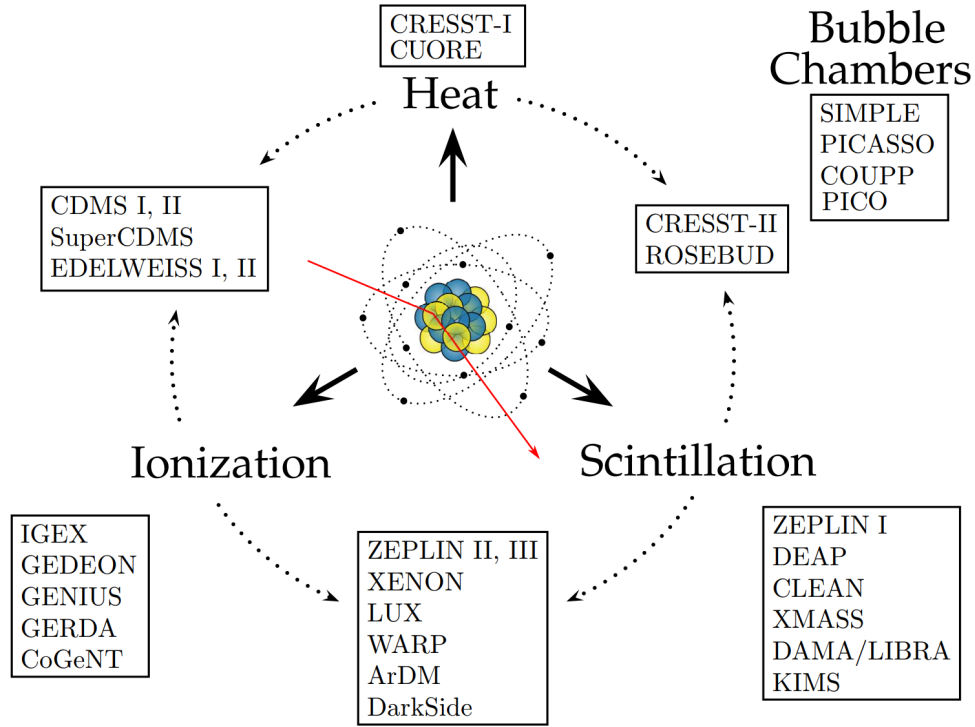 CRESST-I
CUORE
Heat
Bubble
Chambers
SIMPLE
PICASSO
COUPP
PICO
CDMS I, II
SuperCDMS
EDELWEISS I, II
CRESST-II
ROSEBUD
Ionization
Scintillation
IGEX
GEDEON
GENIUS
GERDA
CoGeNT
ZEPLIN II, III
XENON
LUX
WARP
ArDM
DarkSide
ZEPLIN I
DEAP
CLEAN
XMASS
DAMA/LIBRA
KIMS